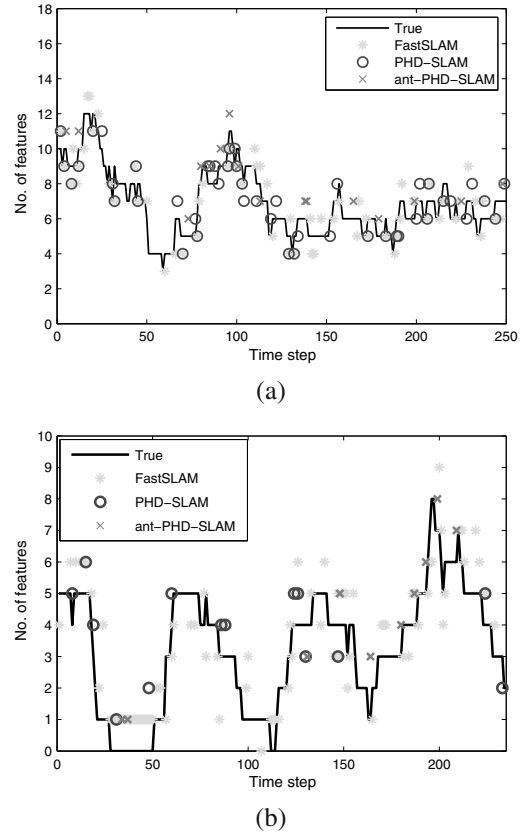 18
16
14
12
10
8
6
4
2
0
No. of features
True
FastSLAM
PHD-SLAM
ant-PHD-SLAM
0 50 100 150 200 250
Time step
(a)
10
9
8
7
6
5
4
3
2
1
0
No. of features
True
FastSLAM
PHD-SLAM
ant-PHD-SLAM
0 50 100 150 200
Time step
(b)